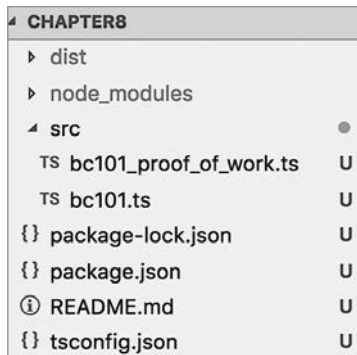 CHAPTER8
dist
node_modules
src
TS bc101_proof_of_work.ts U
TS bc101.ts U
{} package-lock.json U
{} package.json U
README.md U
{} tsconfig.json U